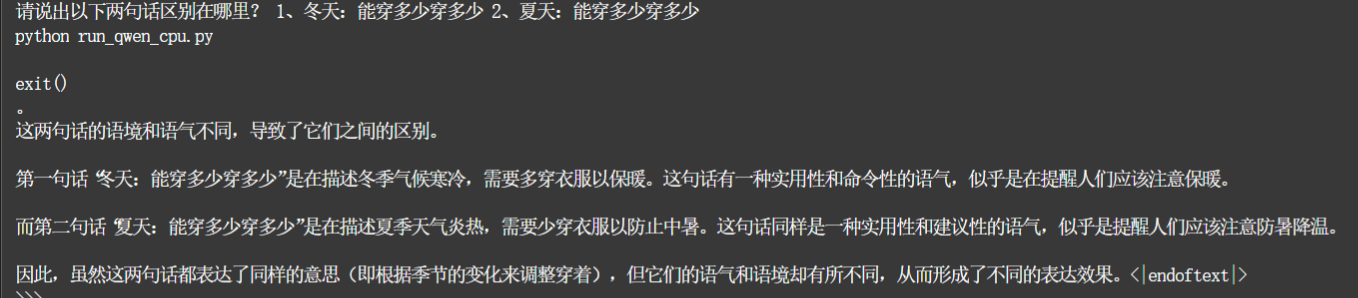 请说出以下两句话区别在哪里? 1、冬天：能穿多少穿多少 2、夏天：能穿多少穿多少
python run_qwen_cpu.py
exit()
。
这两句话的语境和语气不同，导致了它们之间的区别。
第一句话“冬天：能穿多少穿多少”是在描述冬季气候寒冷，需要多穿衣服以保暖。这句话有一种实用性和命令性的语气，似乎是在提醒人们应该注意保暖。
而第二句话“夏天：能穿多少穿多少”是在描述夏季天气炎热，需要少穿衣服以防止中暑。这句话同样是一种实用性和建议性的语气，似乎是提醒人们应该注意防暑降温。
因此，虽然这两句话都表达了同样的意思（即根据季节的变化来调整穿着），但它们的语气和语境却有所不同，从而形成了不同的表达效果。<|endoftext|>
>>>